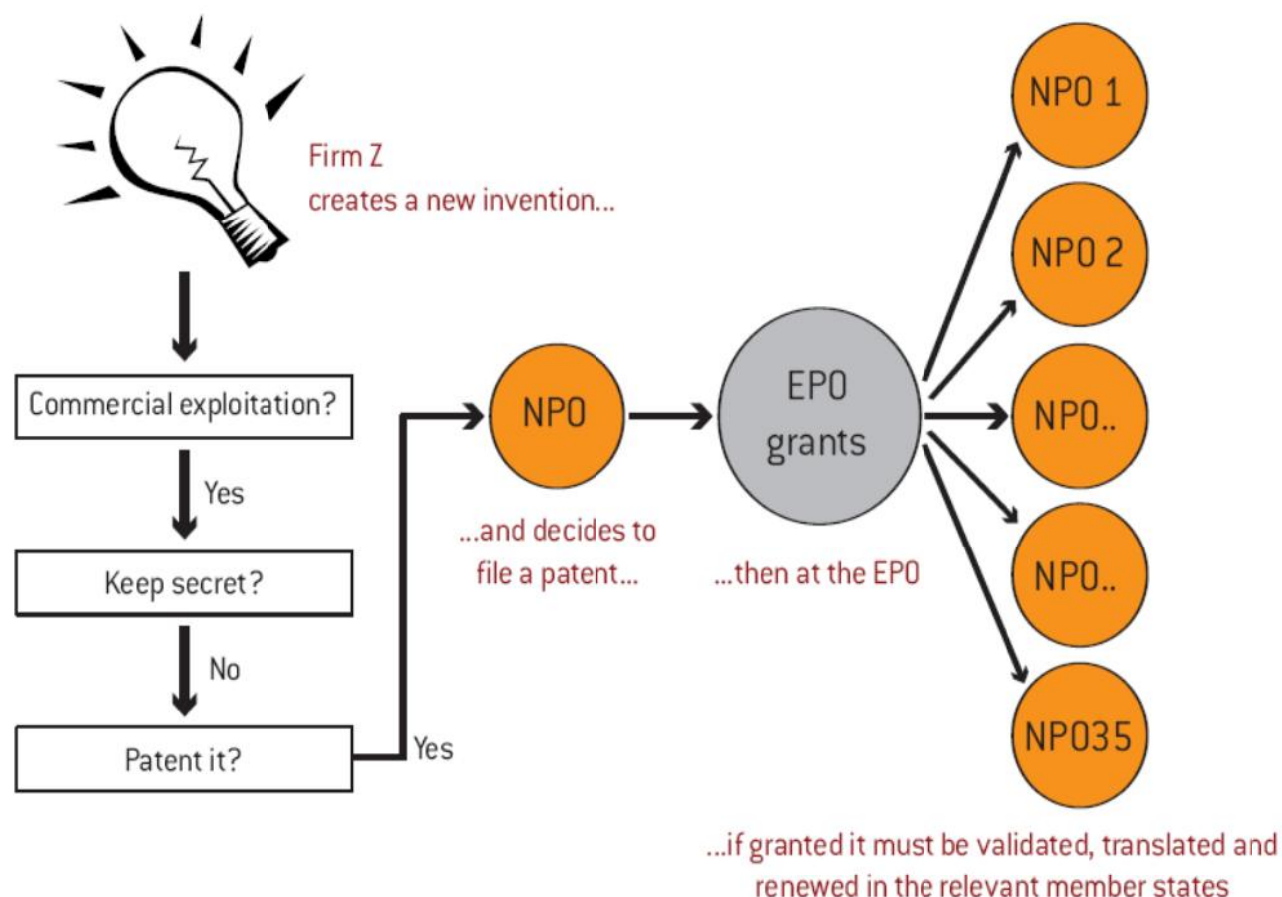 Firm Z
creates a new invention...
Commercial exploitation?
Yes
Keep secret?
No
Patent it?
Yes
NPO
...and decides to
file a patent...
EPO
grants
...then at the EPO
NPO 1
NPO 2
NPO..
NPO..
NPO35
...if granted it must be validated, translated and
renewed in the relevant member states